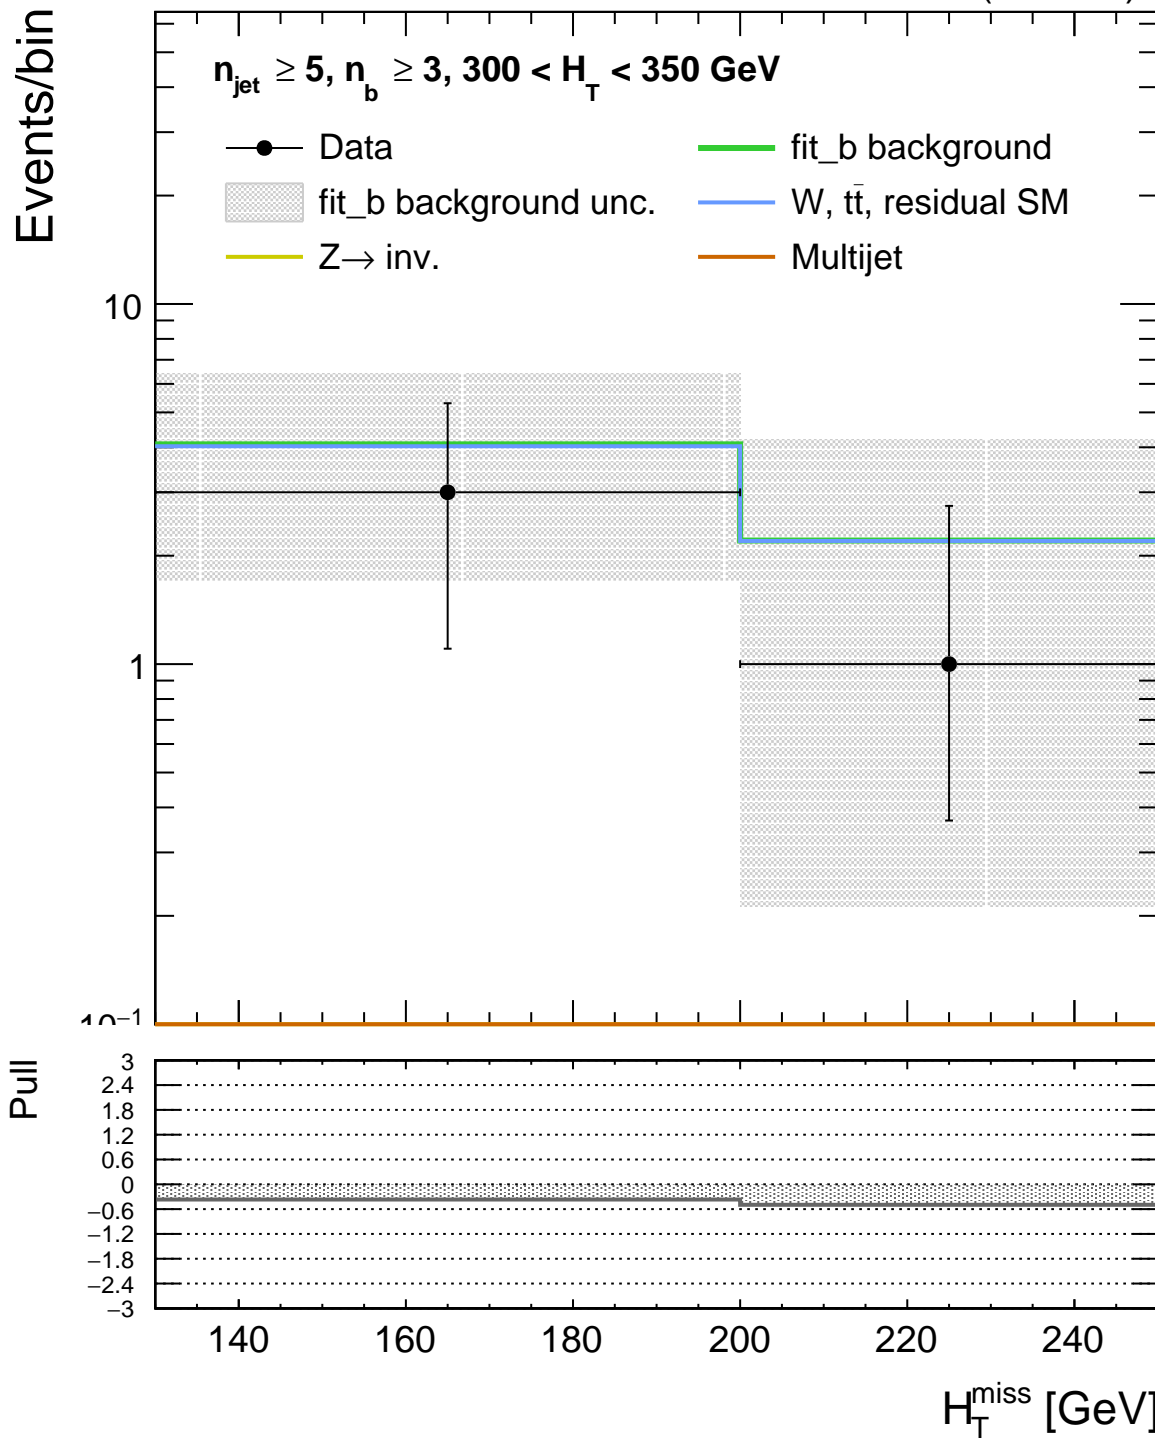 Events/bin
n_jet ≥ 5, n_b ≥ 3, 300 < H_T < 350 GeV
Data
fit_b background
fit_b background unc.
W, tt̄, residual SM
Z→ inv.
Multijet
10
1
10⁻¹
Pull
3
2.4
1.8
1.2
0.6
0
−0.6
−1.2
−1.8
−2.4
−3
140 160 180 200 220 240
H_T^miss [GeV]